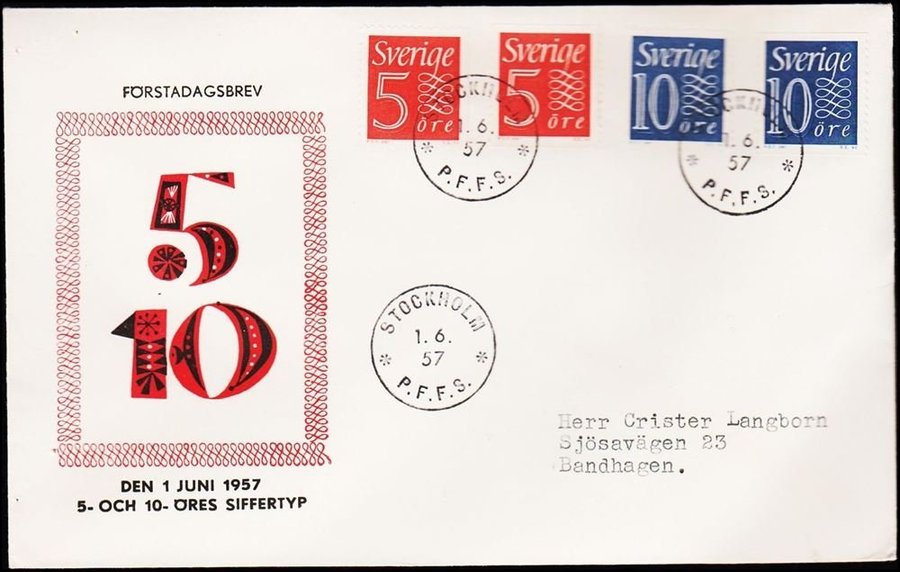 FÖRSTADAGSBREV
5
10
DEN 1 JUNI 1957
5- OCH 10- ÖRES SIFFERTYP
Sverige
5
öre
Sverige
5
öre
Sverige
10
öre
Sverige
10
öre
STOCKHOLM
1. 6.
57
* P.F.F.S. *
STOCKHOLM
1. 6.
57
* P.F.F.S. *
STOCKHOLM
1. 6.
57
* P.F.F.S. *
Herr Crister Langborn
Sjösavägen 23
Bandhagen.